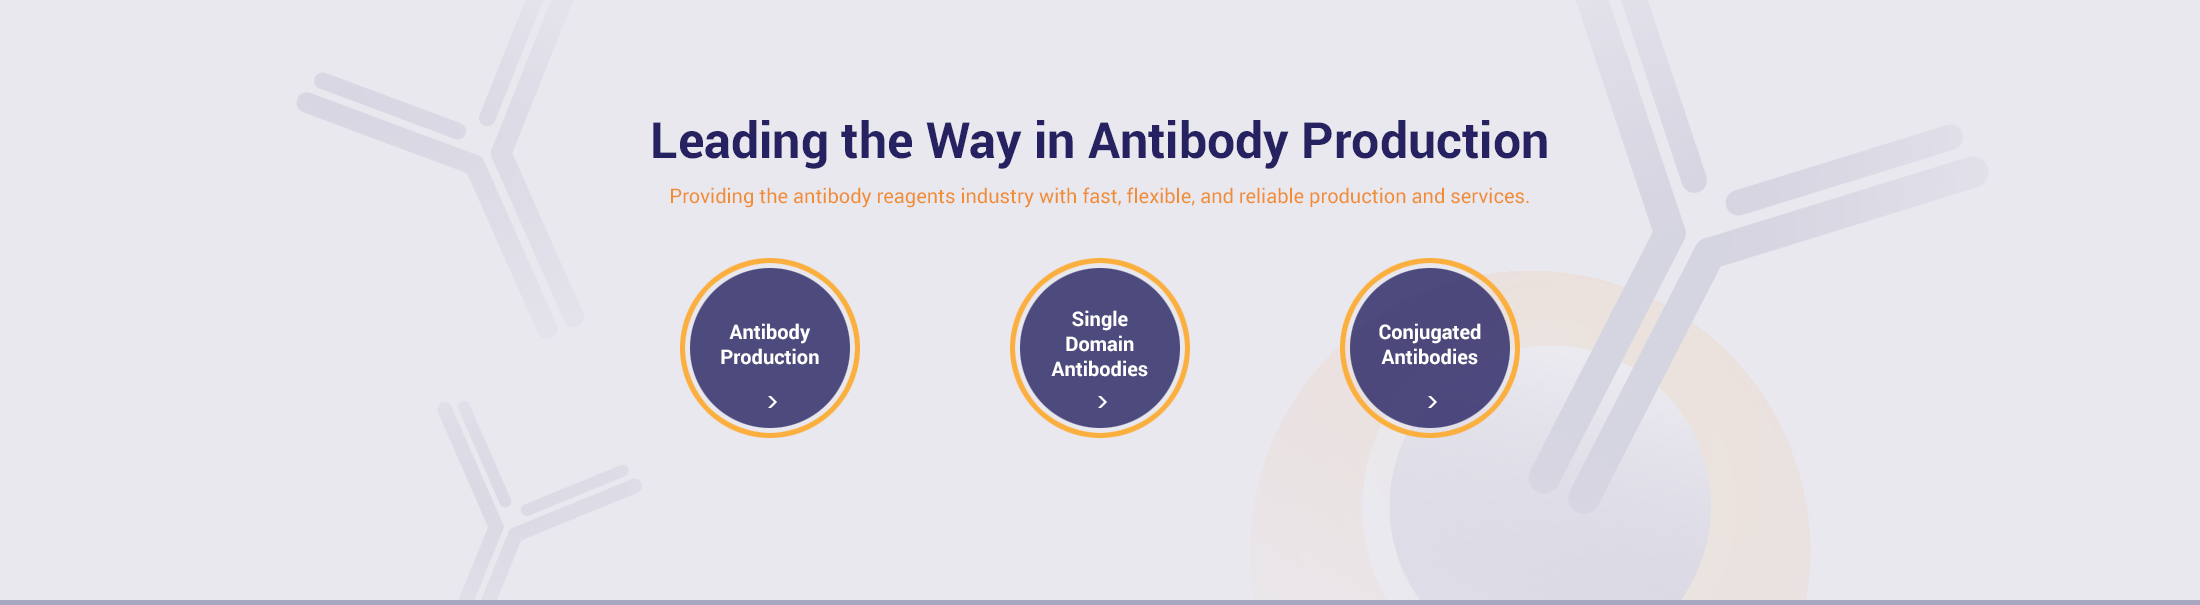 Leading the Way in Antibody Production
Providing the antibody reagents industry with fast, flexible, and reliable production and services.
Antibody
Production
Single
Domain
Antibodies
Conjugated
Antibodies